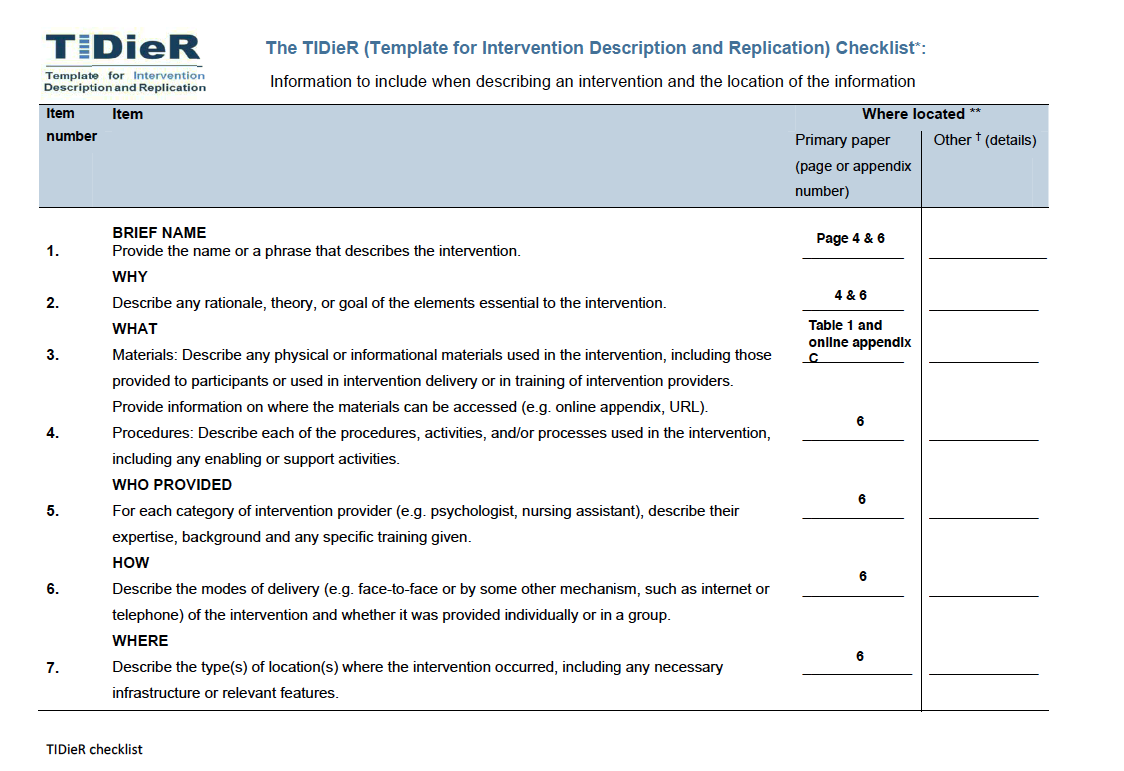 TIDieR
Template for Intervention
Description and Replication
The TIDieR (Template for Intervention Description and Replication) Checklist*:
Information to include when describing an intervention and the location of the information
Item number
Item
Where located **
Primary paper
(page or appendix
number)
Other † (details)
BRIEF NAME
1. Provide the name or a phrase that describes the intervention. Page 4 & 6
WHY
2. Describe any rationale, theory, or goal of the elements essential to the intervention. 4 & 6
WHAT
3. Materials: Describe any physical or informational materials used in the intervention, including those
provided to participants or used in intervention delivery or in training of intervention providers.
Provide information on where the materials can be accessed (e.g. online appendix, URL).
Table 1 and
online appendix
C
4. Procedures: Describe each of the procedures, activities, and/or processes used in the intervention,
including any enabling or support activities.
6
WHO PROVIDED
5. For each category of intervention provider (e.g. psychologist, nursing assistant), describe their
expertise, background and any specific training given.
6
HOW
6. Describe the modes of delivery (e.g. face-to-face or by some other mechanism, such as internet or
telephone) of the intervention and whether it was provided individually or in a group.
6
WHERE
7. Describe the type(s) of location(s) where the intervention occurred, including any necessary
infrastructure or relevant features.
6
TIDieR checklist